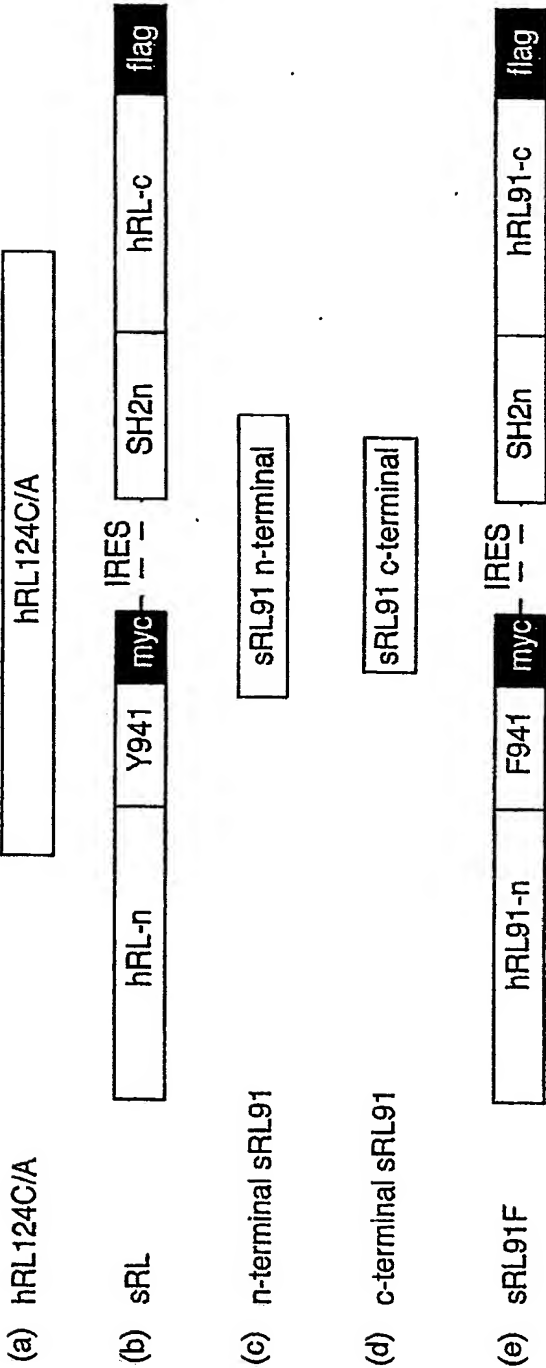 (a) hRL124C/A
hRL124C/A
(b) sRL
hRL-n Y941 myc IRES SH2n hRL-c flag
(c) n-terminal sRL91
sRL91 n-terminal
(d) c-terminal sRL91
sRL91 c-terminal
(e) sRL91F
hRL91-n F941 myc IRES SH2n hRL91-c flag